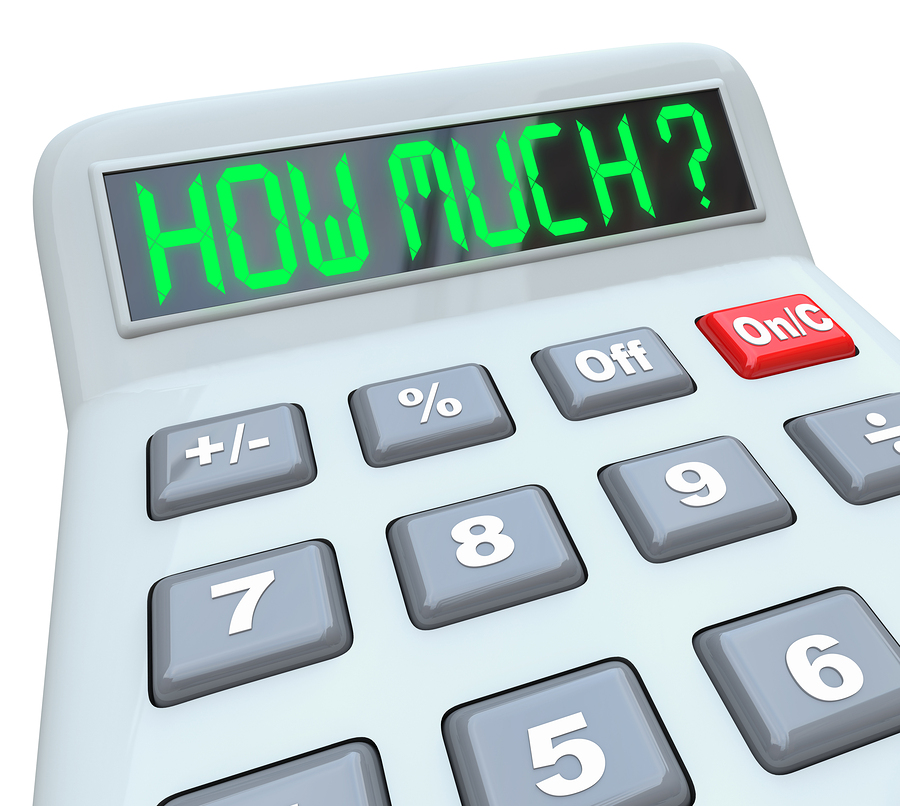 HOW MUCH?
+/- % Off On/C
7 8 9 ÷
5 6